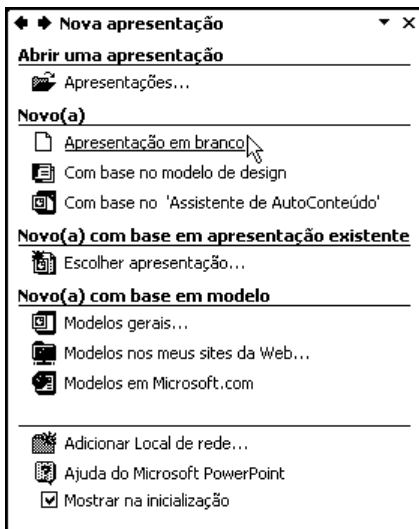 Nova apresentação
Abrir uma apresentação
Apresentações...
Novo(a)
Apresentação em branco
Com base no modelo de design
Com base no 'Assistente de AutoConteúdo'
Novo(a) com base em apresentação existente
Escolher apresentação...
Novo(a) com base em modelo
Modelos gerais...
Modelos nos meus sites da Web...
Modelos em Microsoft.com
Adicionar Local de rede...
Ajuda do Microsoft PowerPoint
Mostrar na inicialização